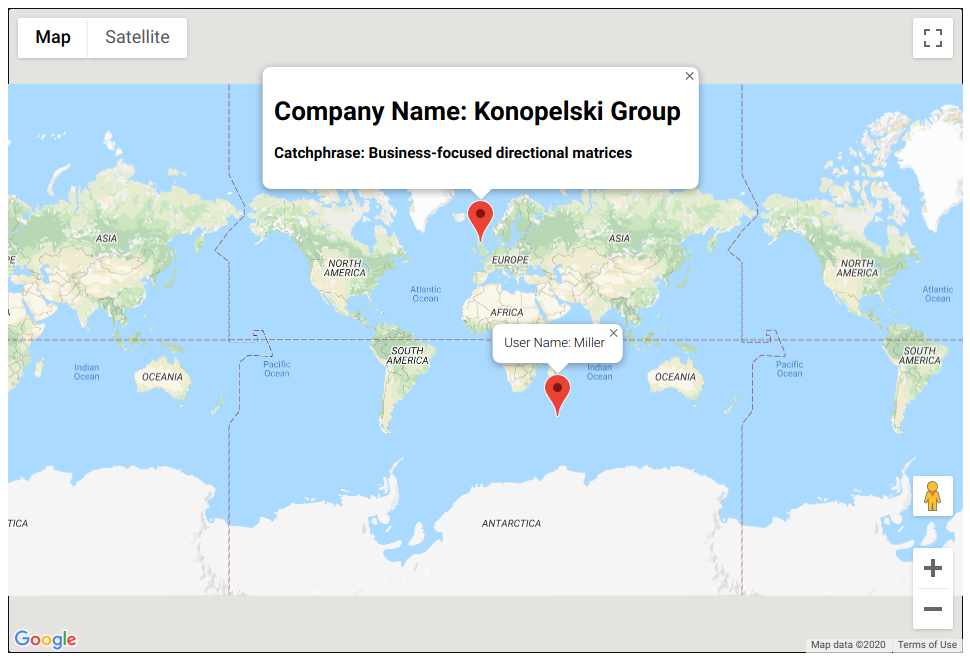 Map
Satellite
Company Name: Konopelski Group
Catchphrase: Business-focused directional matrices
ASIA
EUROPE
ASIA
NORTH
AMERICA
NORTH
AMERICA
Atlantic
Ocean
Atlantic
Ocean
AFRICA
User Name: Miller
SOUTH
AMERICA
SOUTH
AMERICA
Indian
Ocean
OCEANIA
Pacific
Ocean
Indian
Ocean
OCEANIA
Pacific
Ocean
TICA
ANTARCTICA
Google
Map data ©2020
Terms of Use